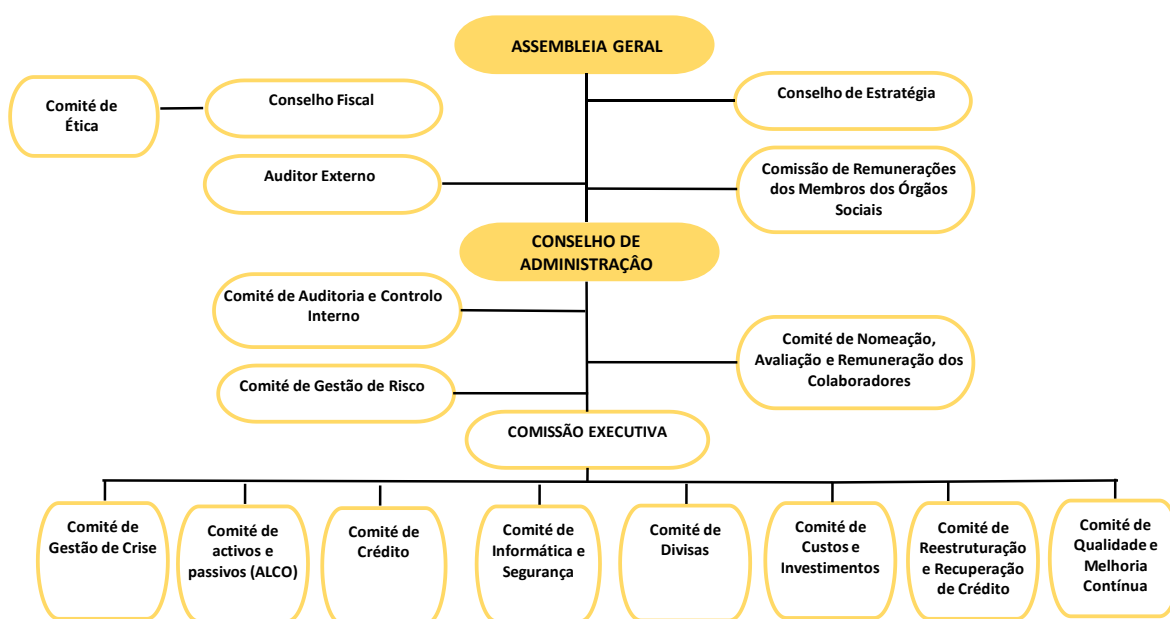 ASSEMBLEIA GERAL
Comité de
Ética
Conselho Fiscal
Conselho de Estratégia
Auditor Externo
Comissão de Remunerações
dos Membros dos Órgãos
Sociais
CONSELHO DE
ADMINISTRAÇÂO
Comité de Auditoria e Controlo
Interno
Comité de Nomeação,
Avaliação e Remuneração dos
Colaboradores
Comité de Gestão de Risco
COMISSÃO EXECUTIVA
Comité de
Gestão de Crise
Comité de
activos e
passivos (ALCO)
Comité de
Crédito
Comité de
Informática e
Segurança
Comité de
Divisas
Comité de
Custos e
Investimentos
Comité de
Reestruturação
e Recuperação
de Crédito
Comité de
Qualidade e
Melhoria
Contínua